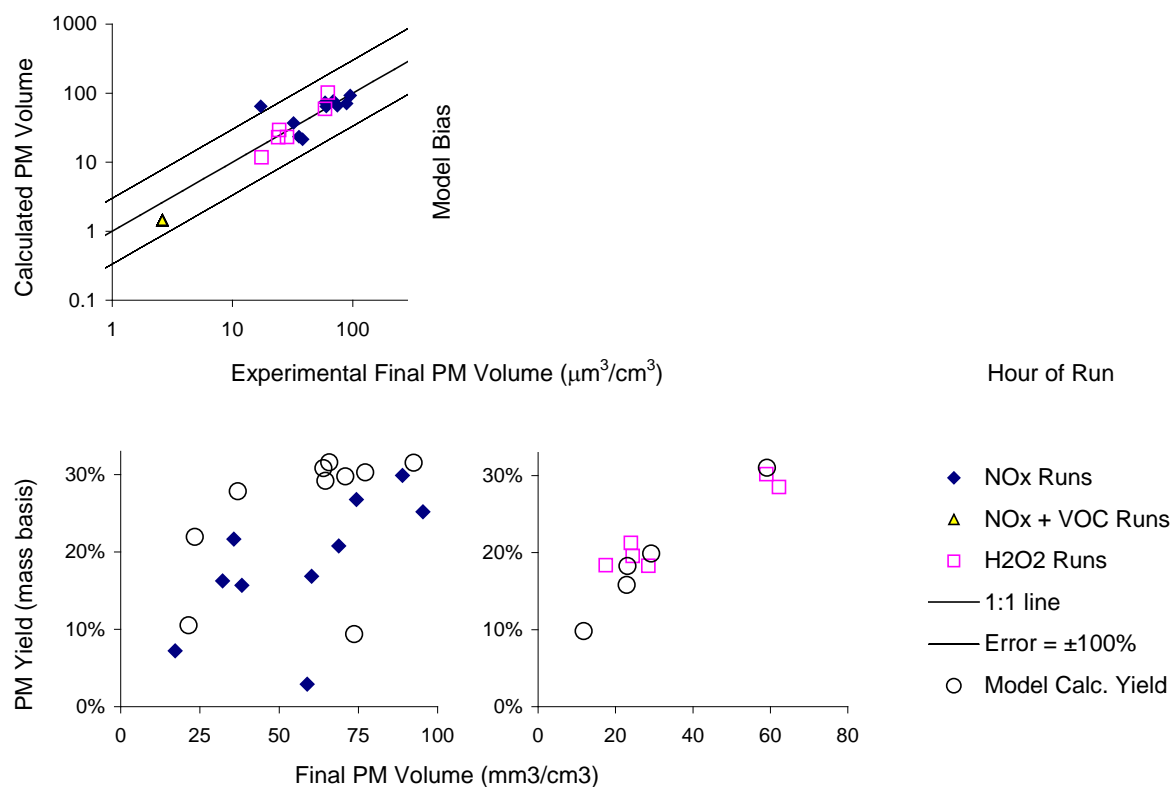 1000
100
10
1
0.1
Calculated PM Volume
1
10
100
Experimental Final PM Volume (μm³/cm³)
Model Bias
Hour of Run
30%
20%
10%
0%
PM Yield (mass basis)
0
25
50
75
100
30%
20%
10%
0%
0
20
40
60
80
Final PM Volume (mm3/cm3)
NOx Runs
NOx + VOC Runs
H2O2 Runs
1:1 line
Error = ±100%
Model Calc. Yield